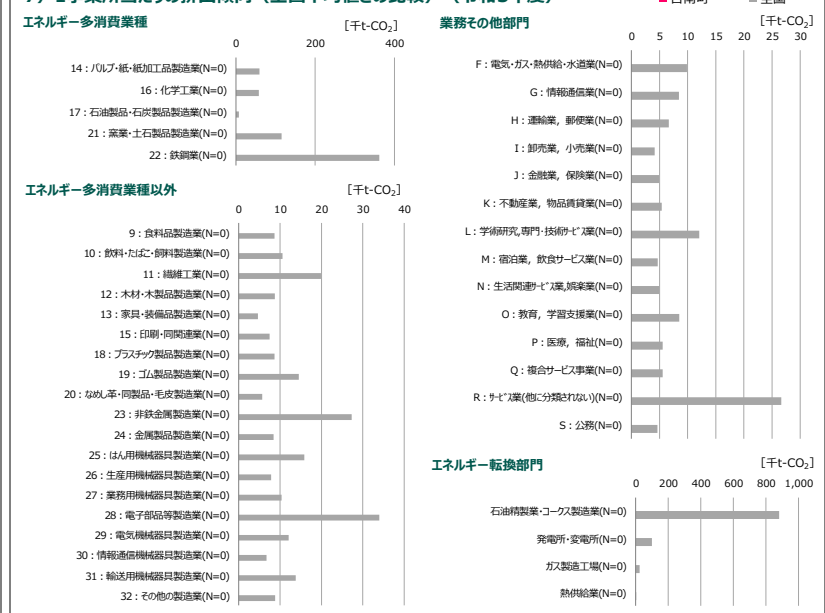 エネルギー多消費業種
[千t-CO₂]
0 200 400
14：パルプ・紙・紙加工品製造業(N=0)
16：化学工業(N=0)
17：石油製品・石炭製品製造業(N=0)
21：窯業・土石製品製造業(N=0)
22：鉄鋼業(N=0)
エネルギー多消費業種以外
[千t-CO₂]
0 10 20 30 40
9：食料品製造業(N=0)
10：飲料・たばこ・飼料製造業(N=0)
11：繊維工業(N=0)
12：木材・木製品製造業(N=0)
13：家具・装備品製造業(N=0)
15：印刷・同関連業(N=0)
18：プラスチック製品製造業(N=0)
19：ゴム製品製造業(N=0)
20：なめし革・同製品・毛皮製造業(N=0)
23：非鉄金属製造業(N=0)
24：金属製品製造業(N=0)
25：はん用機械器具製造業(N=0)
26：生産用機械器具製造業(N=0)
27：業務用機械器具製造業(N=0)
28：電子部品等製造業(N=0)
29：電気機械器具製造業(N=0)
30：情報通信機械器具製造業(N=0)
31：輸送用機械器具製造業(N=0)
32：その他の製造業(N=0)
業務その他部門
[千t-CO₂]
0 5 10 15 20 25 30
F：電気・ガス・熱供給・水道業(N=0)
G：情報通信業(N=0)
H：運輸業，郵便業(N=0)
I：卸売業，小売業(N=0)
J：金融業，保険業(N=0)
K：不動産業，物品賃貸業(N=0)
L：学術研究,専門・技術ｻｰﾋﾞｽ業(N=0)
M：宿泊業，飲食サービス業(N=0)
N：生活関連ｻｰﾋﾞｽ業,娯楽業(N=0)
O：教育，学習支援業(N=0)
P：医療，福祉(N=0)
Q：複合サービス事業(N=0)
R：ｻｰﾋﾞｽ業(他に分類されない)(N=0)
S：公務(N=0)
エネルギー転換部門
[千t-CO₂]
0 200 400 600 800 1,000
石油精製業・コークス製造業(N=0)
発電所・変電所(N=0)
ガス製造工場(N=0)
熱供給業(N=0)